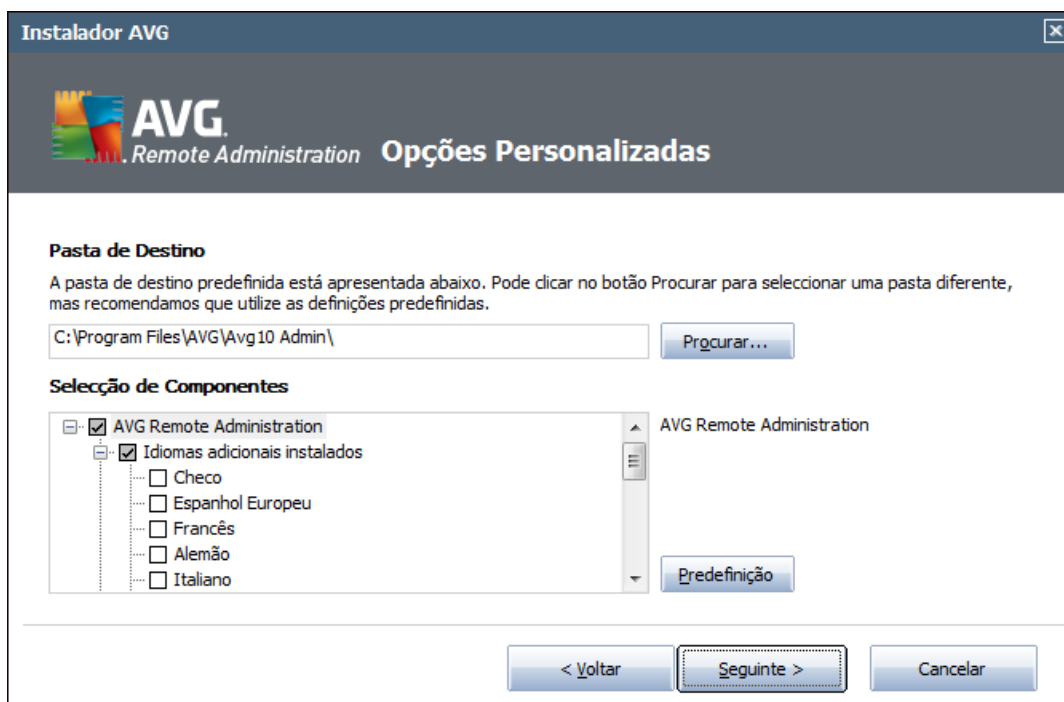 Instalador AVG
AVG.
Remote Administration
Opções Personalizadas
Pasta de Destino
A pasta de destino predefinida está apresentada abaixo. Pode clicar no botão Procurar para seleccionar uma pasta diferente,
mas recomendamos que utilize as definições predefinidas.
C:\Program Files\AVG\Avg10 Admin\
Procurar...
Selecção de Componentes
AVG Remote Administration
AVG Remote Administration
Idiomas adicionais instalados
Checo
Espanhol Europeu
Francês
Alemão
Italiano
Predefinição
< Voltar
Seguinte >
Cancelar